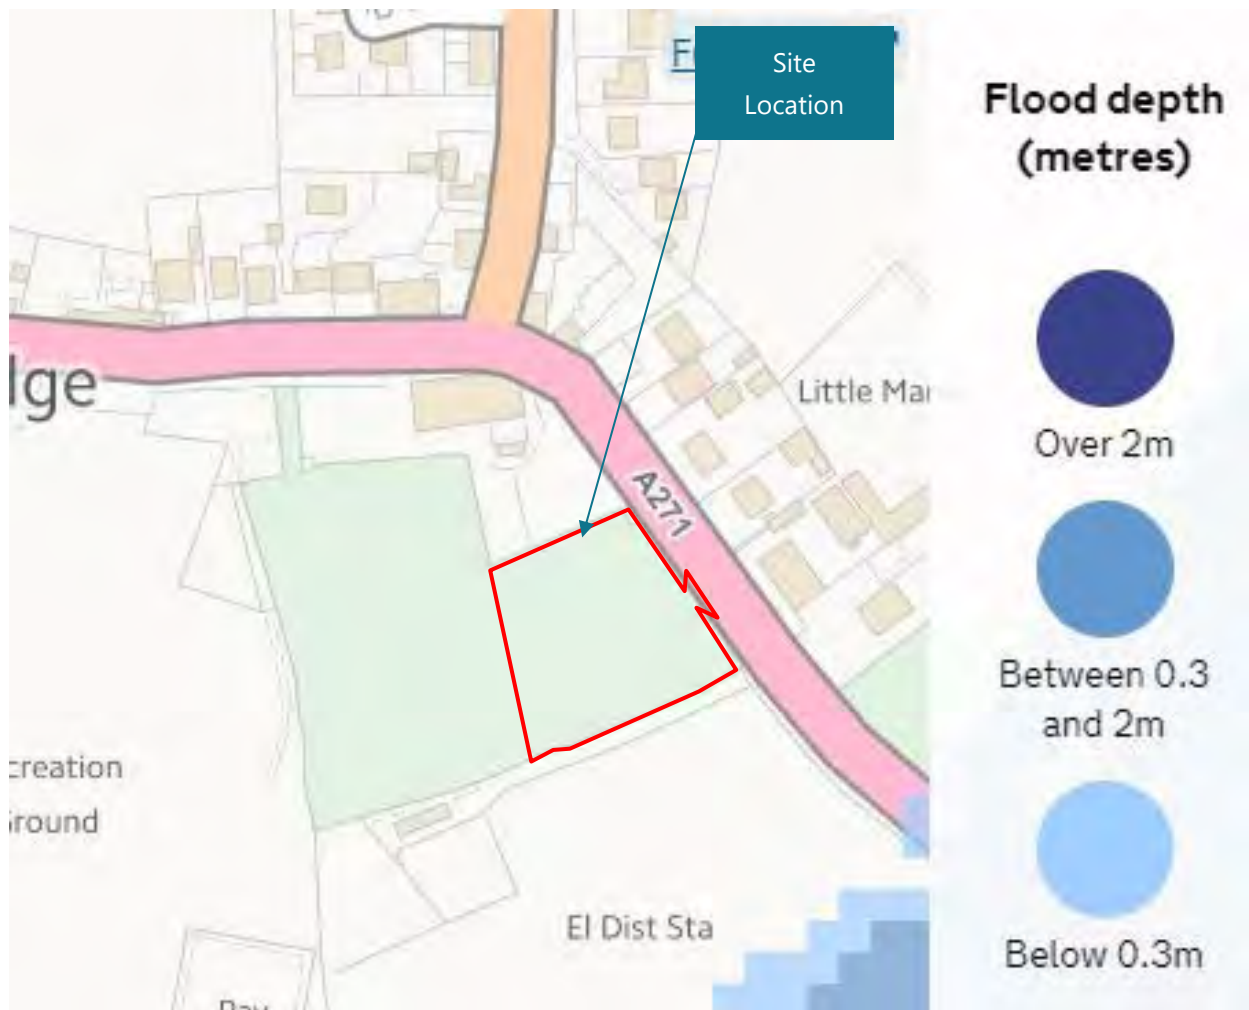 Site
Location
Flood depth
(metres)
lge
Little Mar
A271
Over 2m
Between 0.3
and 2m
creation
Ground
El Dist Sta
Below 0.3m